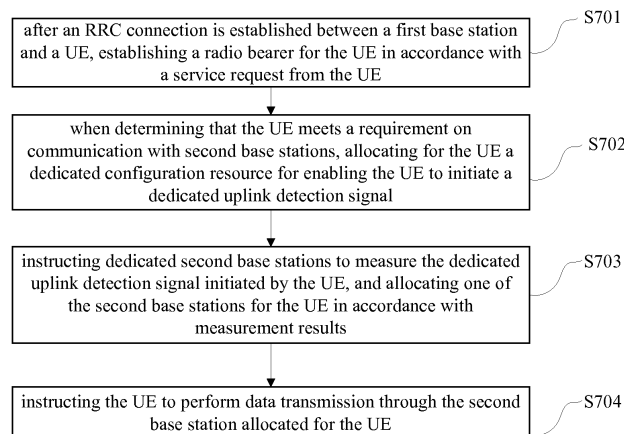 after an RRC connection is established between a first base station
and a UE, establishing a radio bearer for the UE in accordance with
a service request from the UE
S701
when determining that the UE meets a requirement on
communication with second base stations, allocating for the UE a
dedicated configuration resource for enabling the UE to initiate a
dedicated uplink detection signal
S702
instructing dedicated second base stations to measure the dedicated
uplink detection signal initiated by the UE, and allocating one of
the second base stations for the UE in accordance with
measurement results
S703
instructing the UE to perform data transmission through the second
base station allocated for the UE
S704